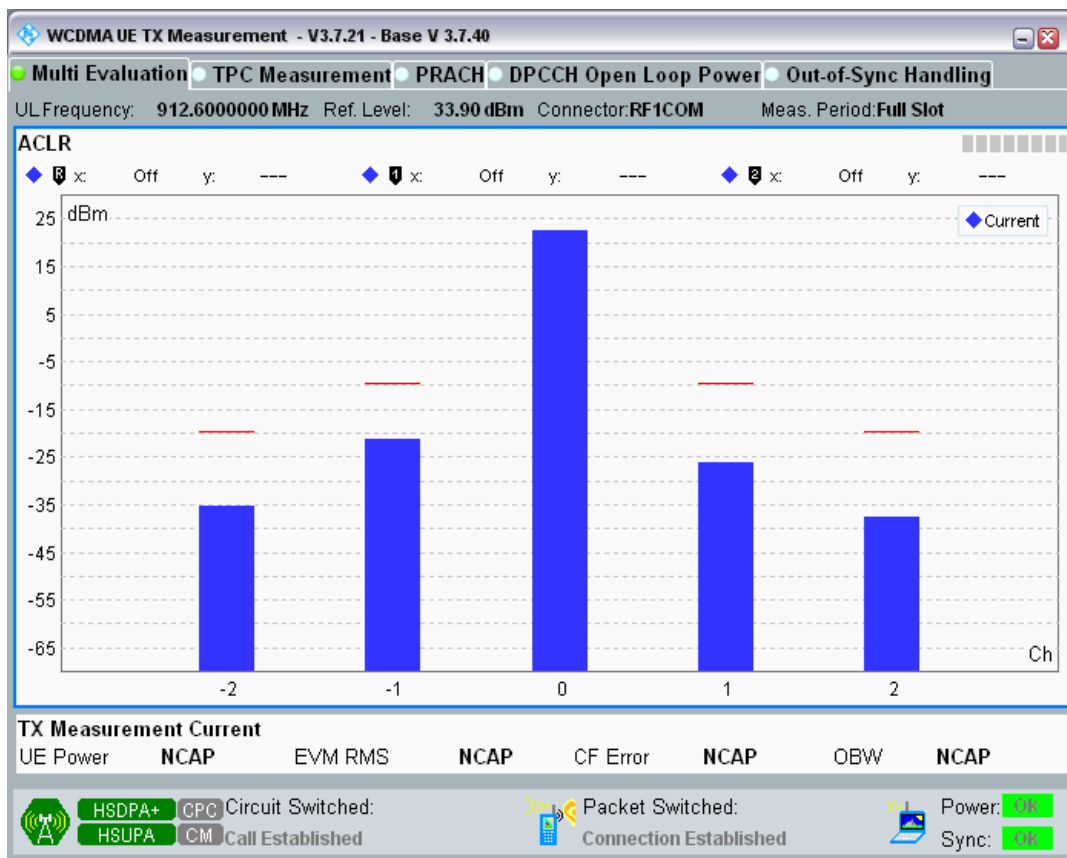 WCDMA UE TX Measurement - V3.7.21 - Base V 3.7.40
Multi Evaluation TPC Measurement PRACH DPCCH Open Loop Power Out-of-Sync Handling
UL Frequency: 912.6000000 MHz Ref. Level: 33.90 dBm Connector:RF1COM Meas. Period:Full Slot
ACLR
R x: Off y: --- 1 x: Off y: --- 2 x: Off y: ---
dBm
Current
25
15
5
-5
-15
-25
-35
-45
-55
-65
Ch
-2 -1 0 1 2
TX Measurement Current
UE Power NCAP EVM RMS NCAP CF Error NCAP OBW NCAP
HSDPA+ CPC Circuit Switched: Packet Switched: Power: Ok
HSUPA CM Call Established Connection Established Sync: Ok